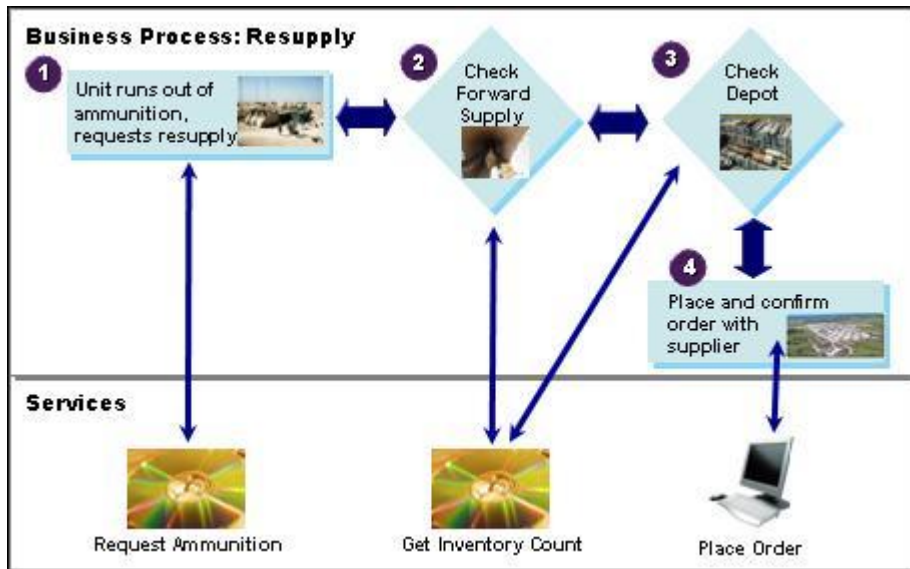 Business Process: Resupply
1
Unit runs out of
ammunition,
requests resupply
2
Check
Forward
Supply
3
Check
Depot
4
Place and confirm
order with
supplier
Services
Request Ammunition
Get Inventory Count
Place Order